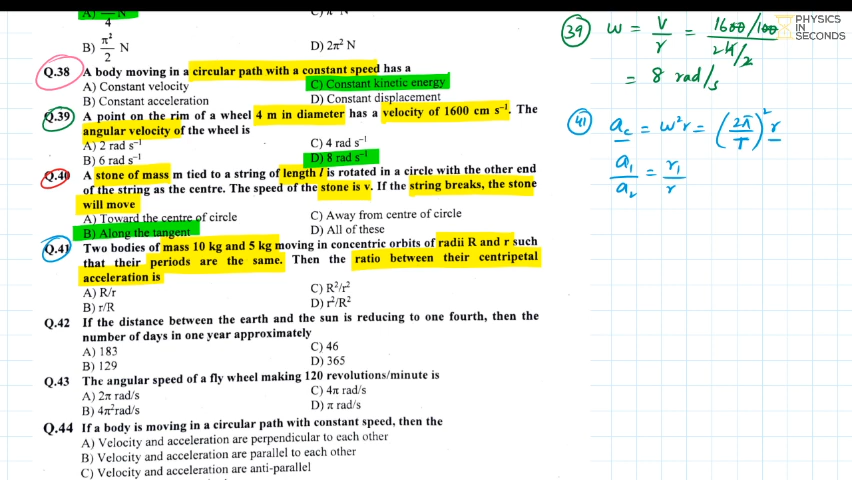 A) — N
4
C) π N
B) π²/2 N
D) 2π² N
Q.38 A body moving in a circular path with a constant speed has a
A) Constant velocity
C) Constant kinetic energy
B) Constant acceleration
D) Constant displacement
Q.39 A point on the rim of a wheel 4 m in diameter has a velocity of 1600 cm s⁻¹. The
angular velocity of the wheel is
A) 2 rad s⁻¹
C) 4 rad s⁻¹
B) 6 rad s⁻¹
D) 8 rad s⁻¹
Q.40 A stone of mass m tied to a string of length l is rotated in a circle with the other end
of the string as the centre. The speed of the stone is v. If the string breaks, the stone
will move
A) Toward the centre of circle
C) Away from centre of circle
B) Along the tangent
D) All of these
Q.41 Two bodies of mass 10 kg and 5 kg moving in concentric orbits of radii R and r such
that their periods are the same. Then the ratio between their centripetal
acceleration is
A) R/r
C) R²/r²
B) r/R
D) r²/R²
Q.42 If the distance between the earth and the sun is reducing to one fourth, then the
number of days in one year approximately
A) 183
C) 46
B) 129
D) 365
Q.43 The angular speed of a fly wheel making 120 revolutions/minute is
A) 2π rad/s
C) 4π rad/s
B) 4π²rad/s
D) π rad/s
Q.44 If a body is moving in a circular path with constant speed, then the
A) Velocity and acceleration are perpendicular to each other
B) Velocity and acceleration are parallel to each other
C) Velocity and acceleration are anti-parallel
PHYSICS
IN
SECONDS
39 w = v/r = 1600/100 / 4/2
= 8 rad/s
41 a_c = w²r = (2π/T)² r
a₁/a₂ = r₁/r